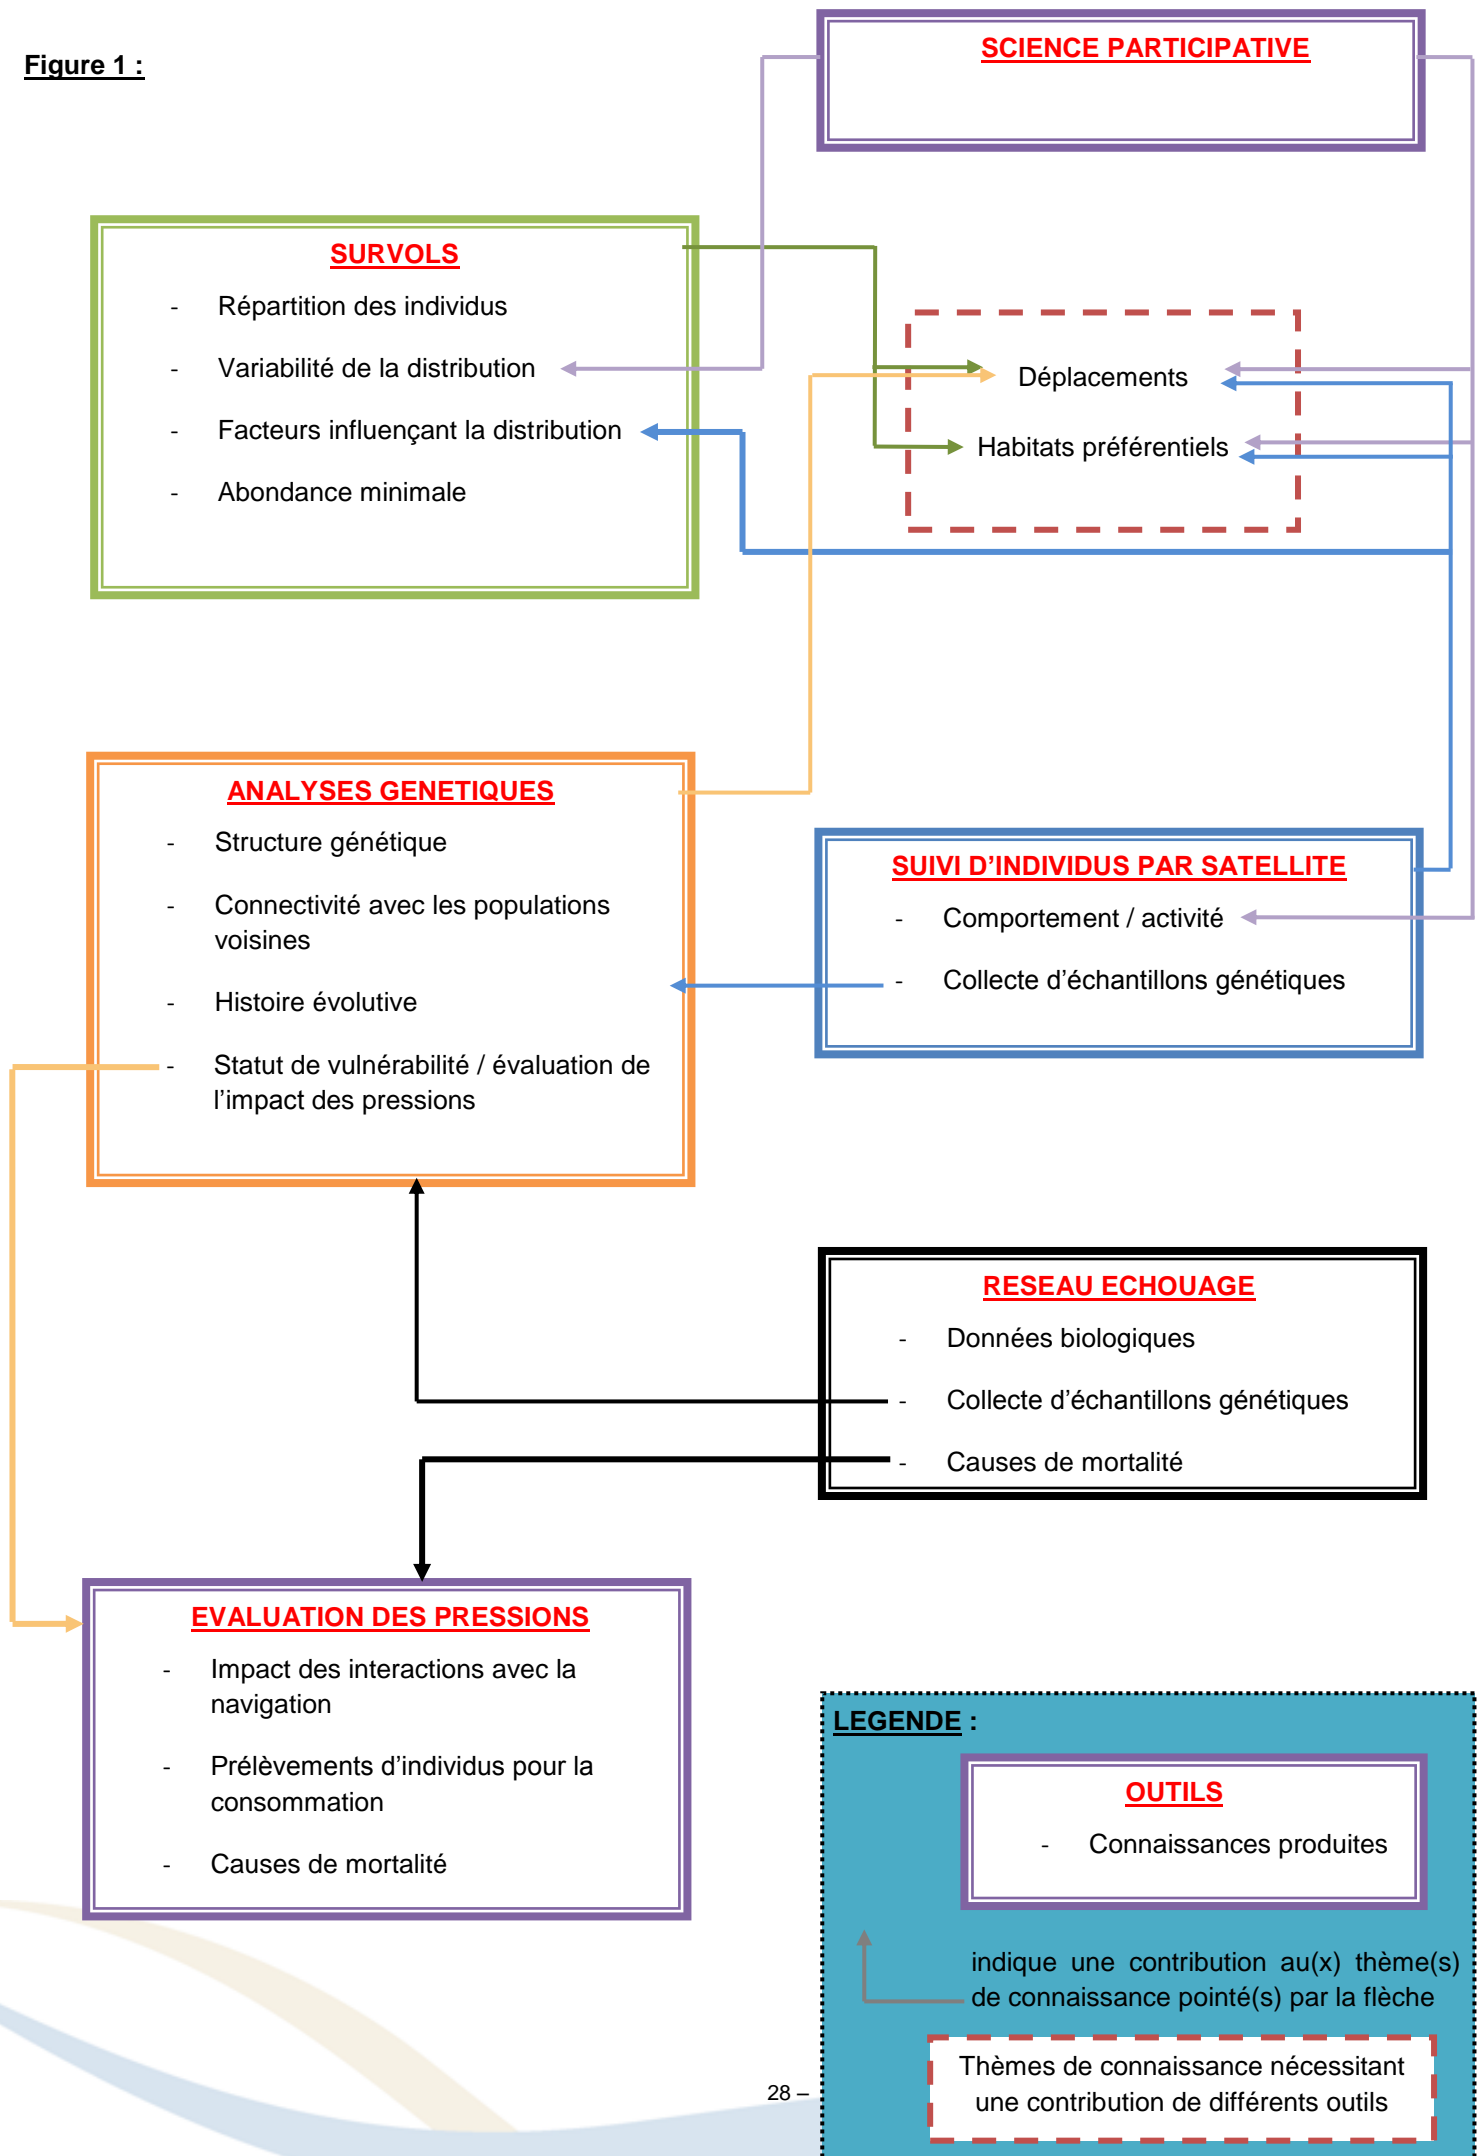 Figure 1 :
SCIENCE PARTICIPATIVE
SURVOLS
- Répartition des individus
- Variabilité de la distribution
- Facteurs influençant la distribution
- Abondance minimale
Déplacements
Habitats préférentiels
ANALYSES GENETIQUES
- Structure génétique
- Connectivité avec les populations
voisines
- Histoire évolutive
- Statut de vulnérabilité / évaluation de
l'impact des pressions
SUIVI D'INDIVIDUS PAR SATELLITE
- Comportement / activité
- Collecte d'échantillons génétiques
RESEAU ECHOUAGE
- Données biologiques
- Collecte d'échantillons génétiques
- Causes de mortalité
EVALUATION DES PRESSIONS
- Impact des interactions avec la
navigation
- Prélèvements d'individus pour la
consommation
- Causes de mortalité
LEGENDE :
OUTILS
- Connaissances produites
indique une contribution au(x) thème(s)
de connaissance pointé(s) par la flèche
Thèmes de connaissance nécessitant
une contribution de différents outils
28 –